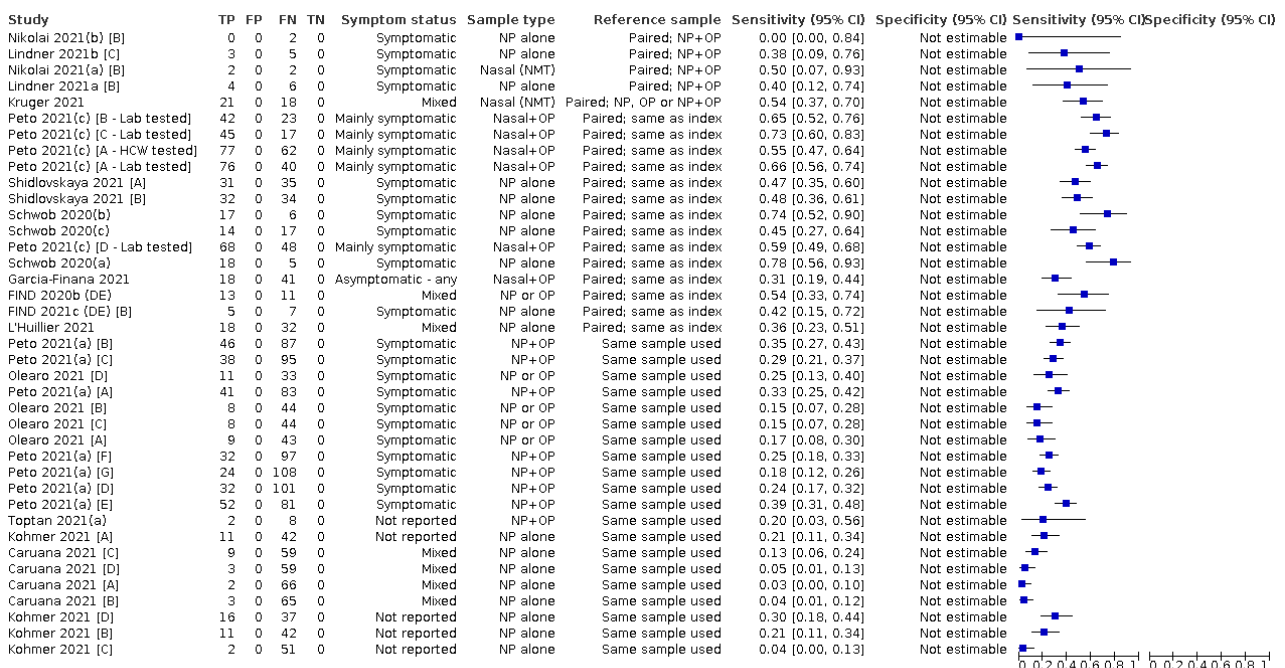 Study TP FP FN TN Symptom status Sample type Reference sample Sensitivity (95% CI) Specificity (95% CI) Sensitivity (95% CI) Specificity (95% CI)
Nikolai 2021(b) [B] 0 0 2 0 Symptomatic NP alone Paired; NP+OP 0.00 [0.00, 0.84] Not estimable
Lindner 2021b [C] 3 0 5 0 Symptomatic NP alone Paired; NP+OP 0.38 [0.09, 0.76] Not estimable
Nikolai 2021(a) [B] 2 0 2 0 Symptomatic Nasal (NMT) Paired; NP+OP 0.50 [0.07, 0.93] Not estimable
Lindner 2021a [B] 4 0 6 0 Symptomatic NP alone Paired; NP+OP 0.40 [0.12, 0.74] Not estimable
Kruger 2021 21 0 18 0 Mixed Nasal (NMT) Paired; NP, OP or NP+OP 0.54 [0.37, 0.70] Not estimable
Peto 2021(c) [B - Lab tested] 42 0 23 0 Mainly symptomatic Nasal+OP Paired; same as index 0.65 [0.52, 0.76] Not estimable
Peto 2021(c) [C - Lab tested] 45 0 17 0 Mainly symptomatic Nasal+OP Paired; same as index 0.73 [0.60, 0.83] Not estimable
Peto 2021(c) [A - HCW tested] 77 0 62 0 Mainly symptomatic Nasal+OP Paired; same as index 0.55 [0.47, 0.64] Not estimable
Peto 2021(c) [A - Lab tested] 76 0 40 0 Mainly symptomatic Nasal+OP Paired; same as index 0.66 [0.56, 0.74] Not estimable
Shidlovskaya 2021 [A] 31 0 35 0 Symptomatic NP alone Paired; same as index 0.47 [0.35, 0.60] Not estimable
Shidlovskaya 2021 [B] 32 0 34 0 Symptomatic NP alone Paired; same as index 0.48 [0.36, 0.61] Not estimable
Schwob 2020(b) 17 0 6 0 Symptomatic NP alone Paired; same as index 0.74 [0.52, 0.90] Not estimable
Schwob 2020(c) 14 0 17 0 Symptomatic NP alone Paired; same as index 0.45 [0.27, 0.64] Not estimable
Peto 2021(c) [D - Lab tested] 68 0 48 0 Mainly symptomatic Nasal+OP Paired; same as index 0.59 [0.49, 0.68] Not estimable
Schwob 2020(a) 18 0 5 0 Symptomatic NP alone Paired; same as index 0.78 [0.56, 0.93] Not estimable
Garcia-Finana 2021 18 0 41 0 Asymptomatic - any Nasal+OP Paired; same as index 0.31 [0.19, 0.44] Not estimable
FIND 2020b (DE) 13 0 11 0 Mixed NP or OP Paired; same as index 0.54 [0.33, 0.74] Not estimable
FIND 2021c (DE) [B] 5 0 7 0 Symptomatic NP or OP Paired; same as index 0.42 [0.15, 0.72] Not estimable
L'Huillier 2021 18 0 32 0 Mixed NP alone Paired; same as index 0.36 [0.23, 0.51] Not estimable
Peto 2021(a) [B] 46 0 87 0 Symptomatic NP+OP Same sample used 0.35 [0.27, 0.43] Not estimable
Peto 2021(a) [C] 38 0 95 0 Symptomatic NP+OP Same sample used 0.29 [0.21, 0.37] Not estimable
Olearo 2021 [D] 11 0 33 0 Symptomatic NP or OP Same sample used 0.25 [0.13, 0.40] Not estimable
Peto 2021(a) [A] 41 0 83 0 Symptomatic NP+OP Same sample used 0.33 [0.25, 0.42] Not estimable
Olearo 2021 [B] 8 0 44 0 Symptomatic NP or OP Same sample used 0.15 [0.07, 0.28] Not estimable
Olearo 2021 [C] 8 0 44 0 Symptomatic NP or OP Same sample used 0.15 [0.07, 0.28] Not estimable
Olearo 2021 [A] 9 0 43 0 Symptomatic NP or OP Same sample used 0.17 [0.08, 0.30] Not estimable
Peto 2021(a) [F] 32 0 97 0 Symptomatic NP+OP Same sample used 0.25 [0.18, 0.33] Not estimable
Peto 2021(a) [G] 24 0 108 0 Symptomatic NP+OP Same sample used 0.18 [0.12, 0.26] Not estimable
Peto 2021(a) [D] 32 0 101 0 Symptomatic NP+OP Same sample used 0.24 [0.17, 0.32] Not estimable
Peto 2021(a) [E] 52 0 81 0 Symptomatic NP+OP Same sample used 0.39 [0.31, 0.48] Not estimable
Toptan 2021(a) 2 0 8 0 Not reported NP+OP Same sample used 0.20 [0.03, 0.56] Not estimable
Kohmer 2021 [A] 11 0 42 0 Not reported NP alone Same sample used 0.21 [0.11, 0.34] Not estimable
Caruana 2021 [C] 9 0 59 0 Mixed NP alone Same sample used 0.13 [0.06, 0.24] Not estimable
Caruana 2021 [D] 3 0 59 0 Mixed NP alone Same sample used 0.05 [0.01, 0.13] Not estimable
Caruana 2021 [A] 2 0 66 0 Mixed NP alone Same sample used 0.03 [0.00, 0.10] Not estimable
Caruana 2021 [B] 3 0 65 0 Mixed NP alone Same sample used 0.04 [0.01, 0.12] Not estimable
Kohmer 2021 [D] 16 0 37 0 Not reported NP alone Same sample used 0.30 [0.18, 0.44] Not estimable
Kohmer 2021 [B] 11 0 42 0 Not reported NP alone Same sample used 0.21 [0.11, 0.34] Not estimable
Kohmer 2021 [C] 2 0 51 0 Not reported NP alone Same sample used 0.04 [0.00, 0.13] Not estimable
0 0.2 0.4 0.6 0.8 1 0 0.2 0.4 0.6 0.8 1